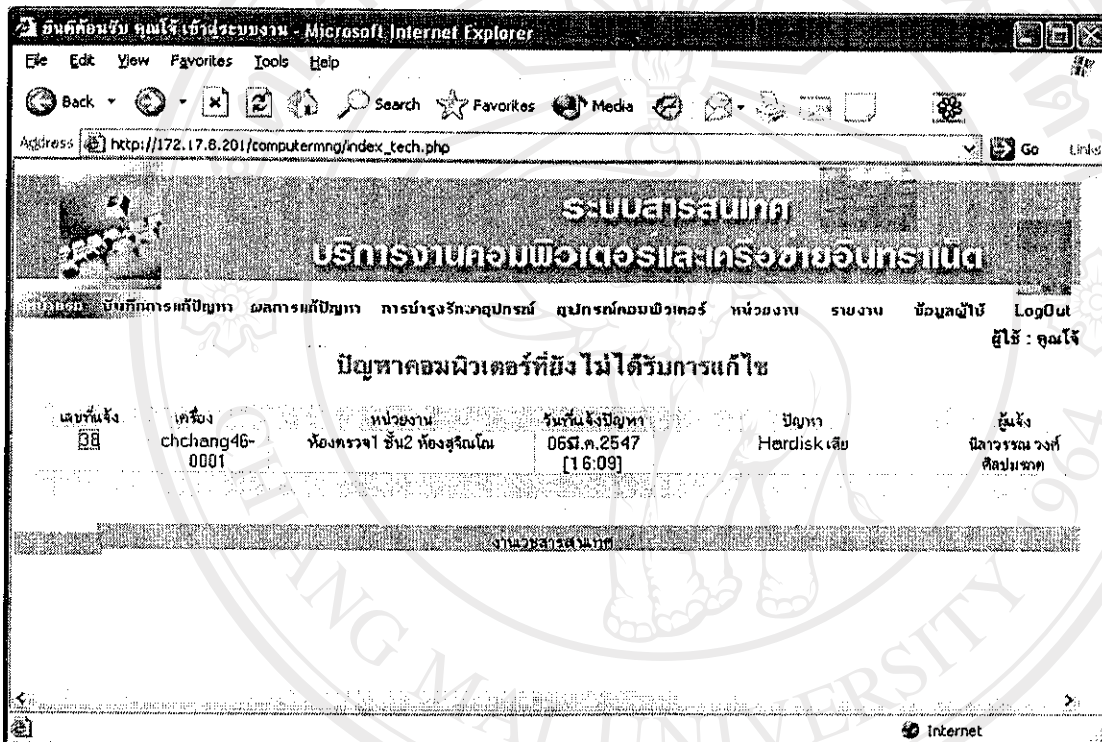 ยินดีต้อนรับ คุณโจ้ เข้าสู่ระบบงาน - Microsoft Internet Explorer
File Edit View Favorites Tools Help
Back Search Favorites Media
Address http://172.17.8.201/computermng/index_tech.php Go Links
ระบบสารสนเทศ
บริการงานคอมพิวเตอร์และเครือข่ายอินทราเน็ต
บันทึกการแก้ปัญหา ผลการแก้ปัญหา การบำรุงรักษาอุปกรณ์ อุปกรณ์คอมพิวเตอร์ หน่วยงาน รายงาน ข้อมูลผู้ใช้ LogOut
ผู้ใช้ : คุณโจ้
ปัญหาคอมพิวเตอร์ที่ยังไม่ได้รับการแก้ไข
เลขที่แจ้ง เครื่อง หน่วยงาน วันที่แจ้งปัญหา ปัญหา ผู้แจ้ง
38 chchang46- ห้องตรวจ1 ชั้น2 ห้องสุจิณโณ 06มี.ค.2547 Hardisk เสีย นิลาวรรณ วงศ์
0001 [16:09]
งานเวชสารสนเทศ
Internet
CHIANG MAI UNIVERSITY 1964